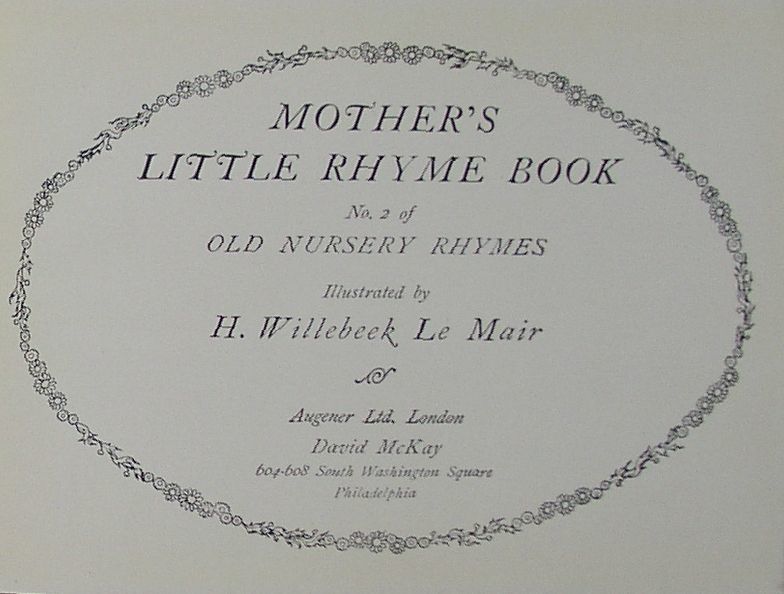 MOTHER'S
LITTLE RHYME BOOK
No. 2 of
OLD NURSERY RHYMES
Illustrated by
H. Willebeek Le Mair
Augener Ltd. London
David McKay
604-608 South Washington Square
Philadelphia